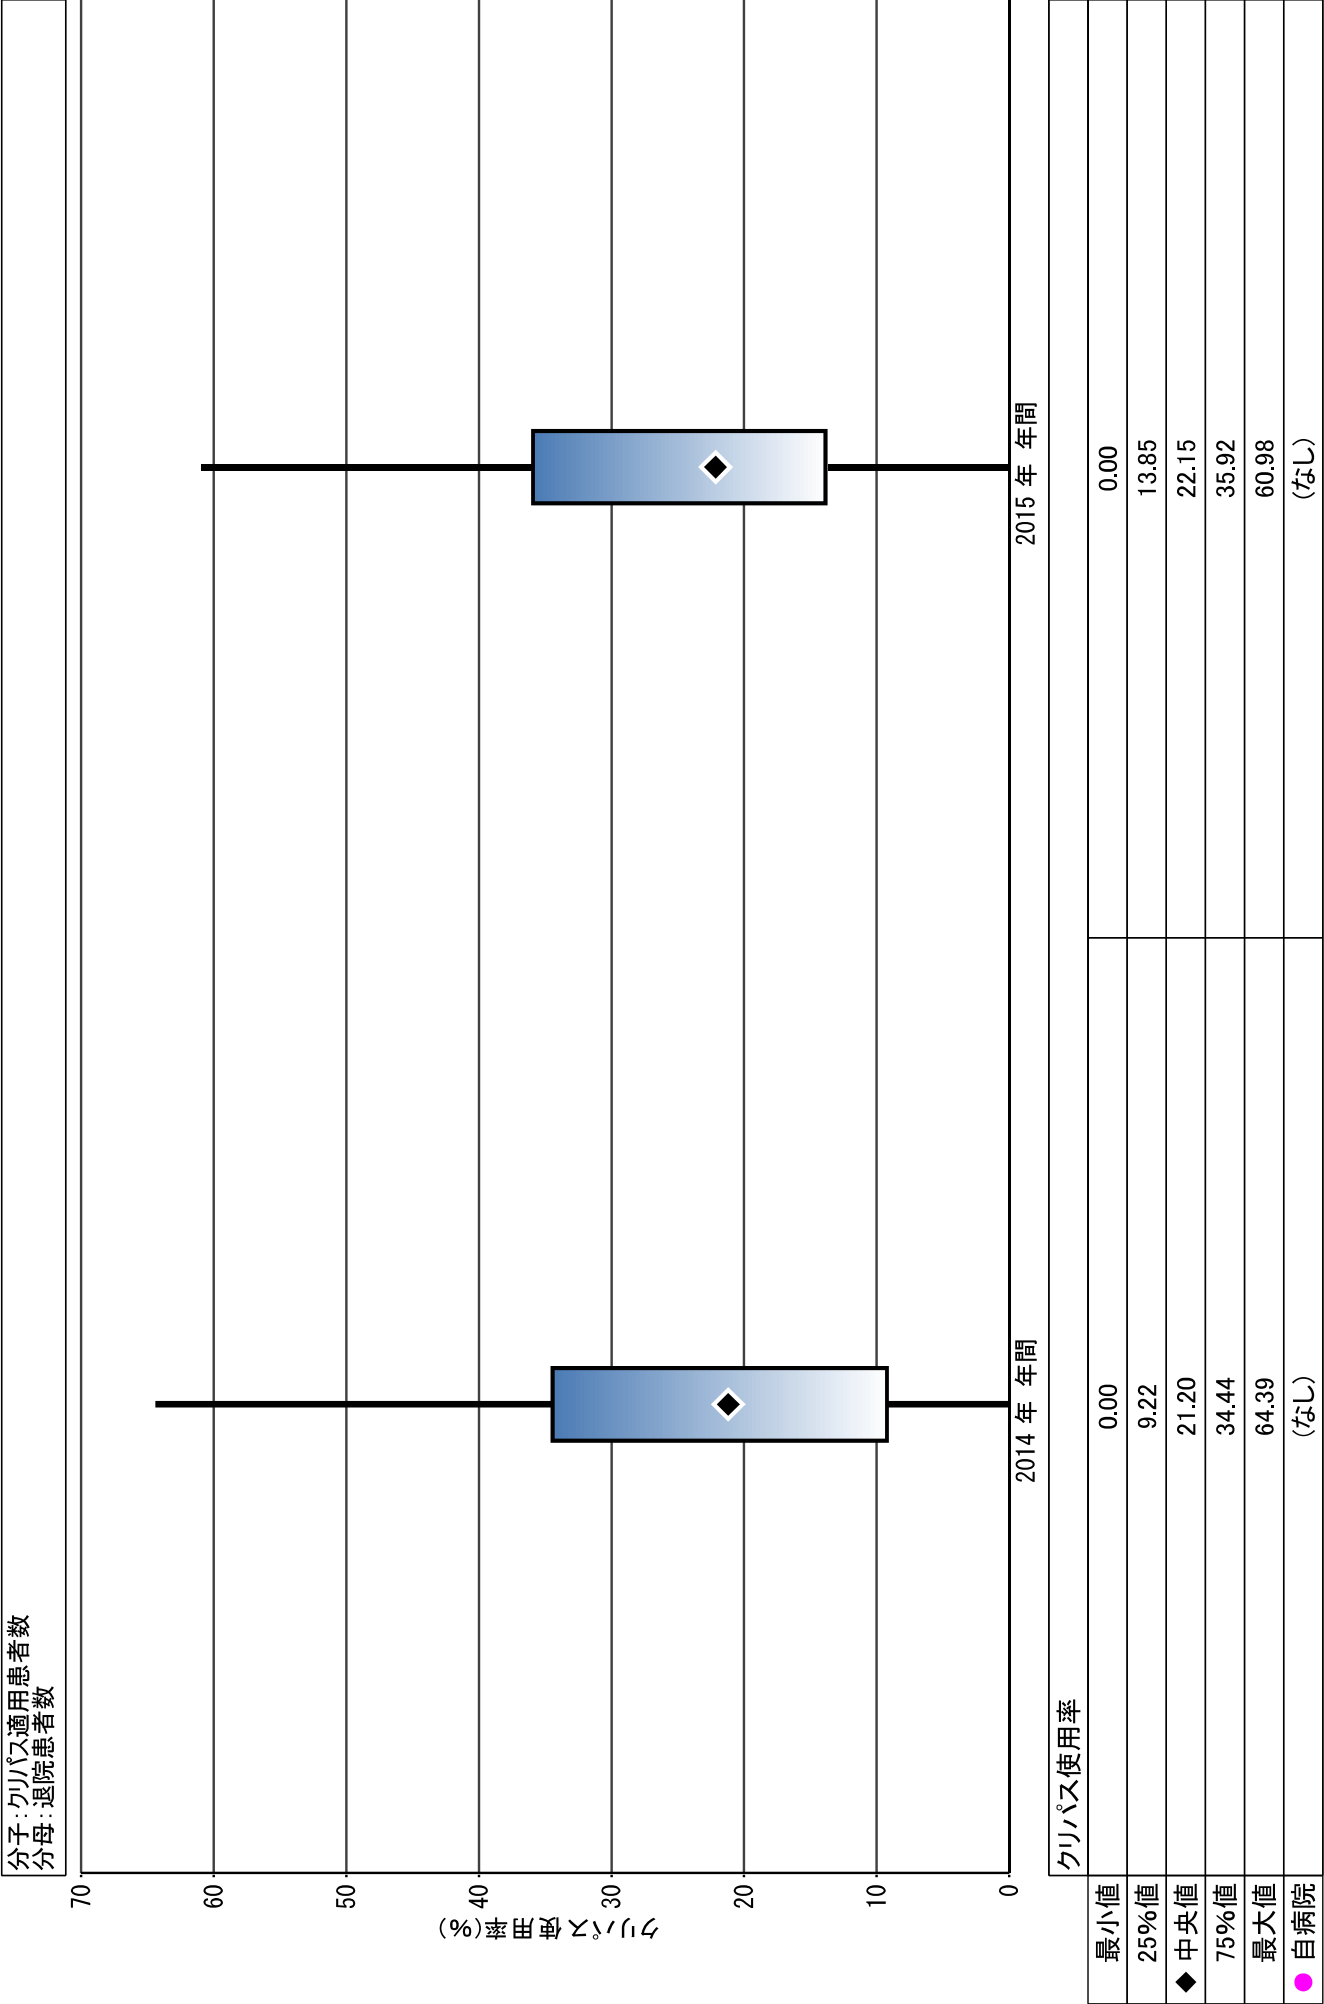 分子：クリパス適用患者数
分母：退院患者数
クリパス使用率(%)
70
60
50
40
30
20
10
0
2014 年 年間
2015 年 年間
クリパス使用率
最小値 0.00 0.00
25%値 9.22 13.85
◆ 中央値 21.20 22.15
75%値 34.44 35.92
最大値 64.39 60.98
● 自病院 (なし) (なし)